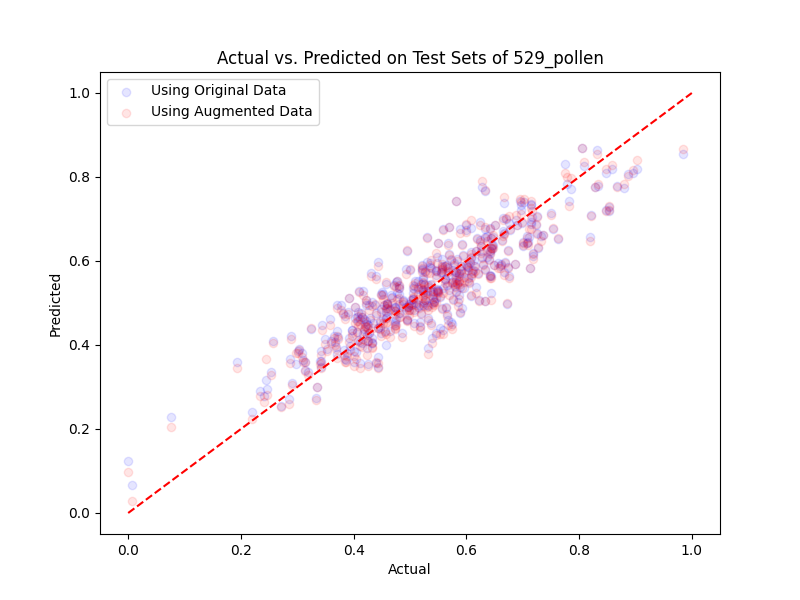 Actual vs. Predicted on Test Sets of 529_pollen
Using Original Data
Using Augmented Data
1.0
0.8
0.6
0.4
0.2
0.0
Predicted
0.0 0.2 0.4 0.6 0.8 1.0
Actual